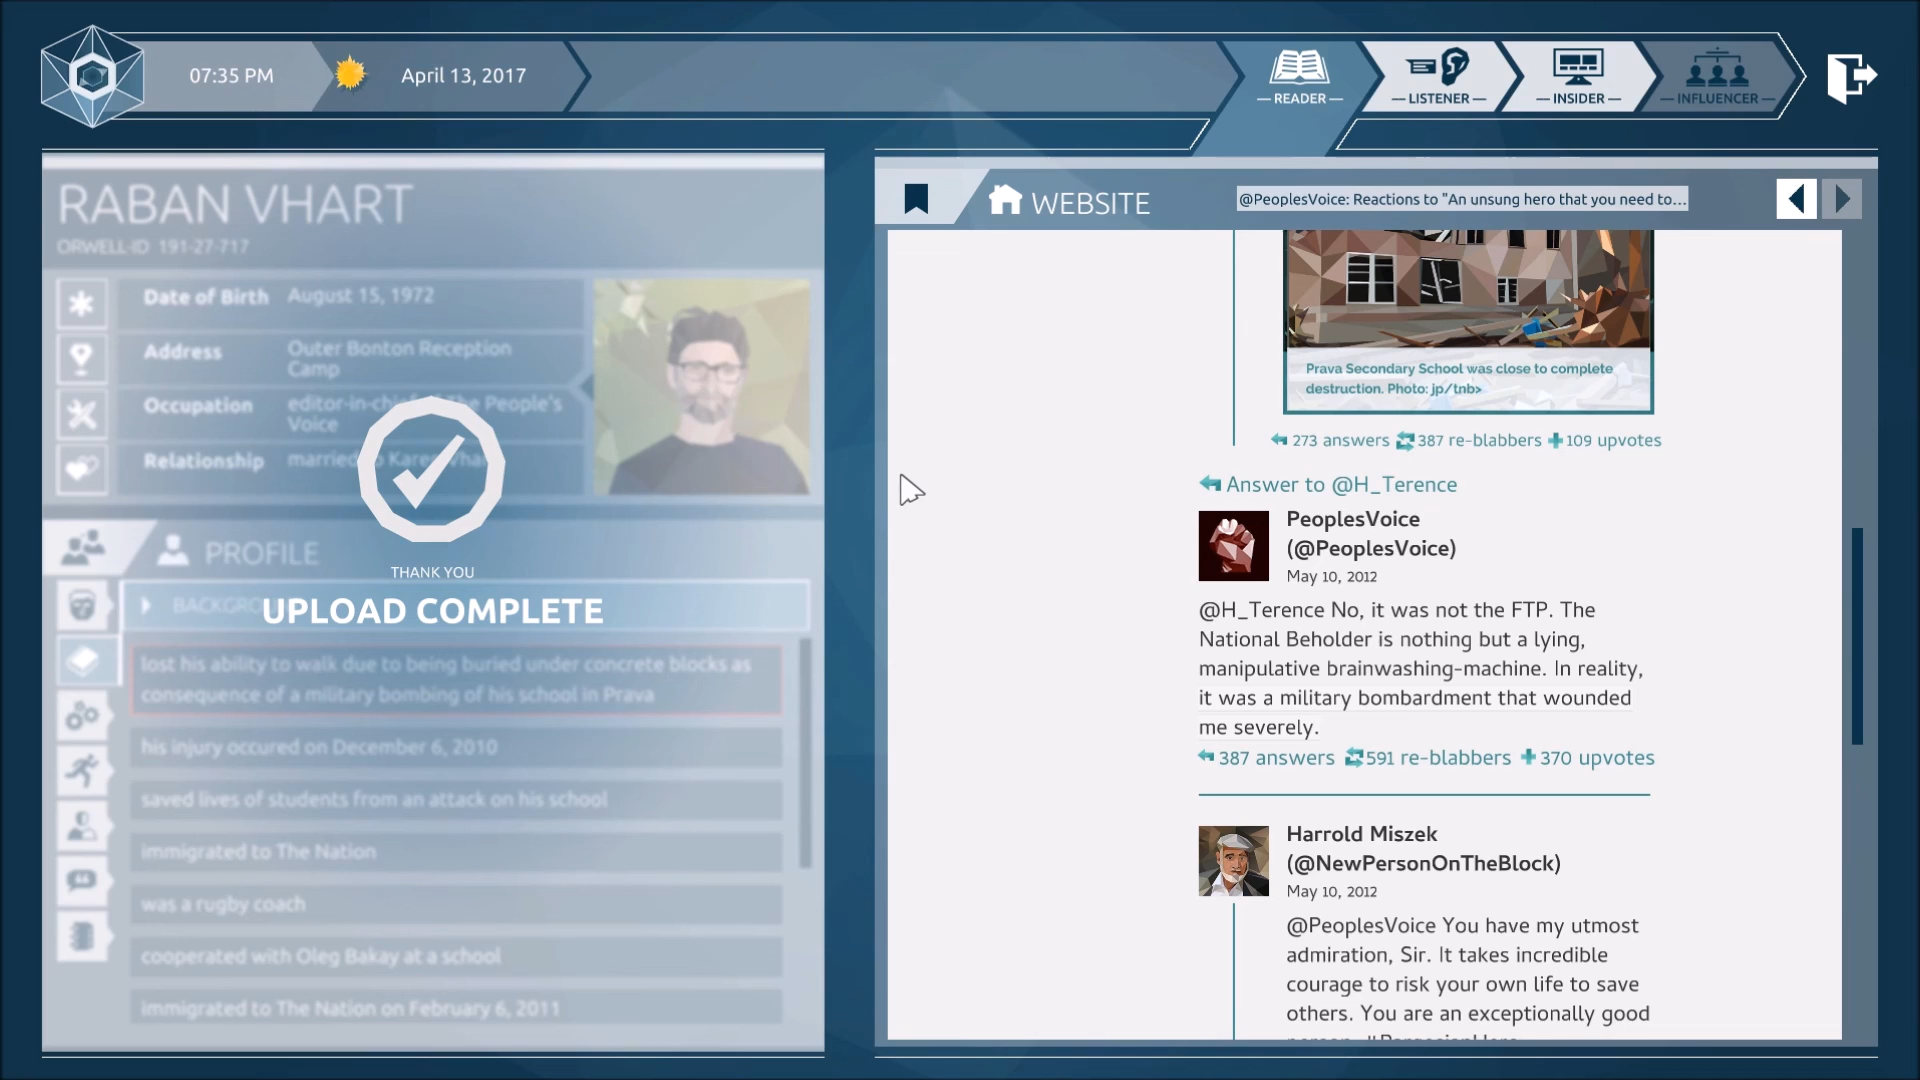 07:35 PM
April 13, 2017
READER
LISTENER
INSIDER
INFLUENCER
RABAN VHART
ORWELL-ID 191-27-717
Date of Birth August 15, 1972
Address Outer Bonton Reception
Camp
Occupation editor-in-chief of The People's
Voice
Relationship married to Karen Vhart
PROFILE
THANK YOU
UPLOAD COMPLETE
lost his ability to walk due to being buried under concrete blocks as
consequence of a military bombing of his school in Prava
his injury occured on December 6, 2010
saved lives of students from an attack on his school
immigrated to The Nation
was a rugby coach
cooperated with Oleg Bakay at a school
immigrated to The Nation on February 6, 2011
WEBSITE
@PeoplesVoice: Reactions to "An unsung hero that you need to...
Prava Secondary School was close to complete
destruction. Photo: jp/tnb>
273 answers 387 re-blabbers 109 upvotes
Answer to @H_Terence
PeoplesVoice
(@PeoplesVoice)
May 10, 2012
@H_Terence No, it was not the FTP. The
National Beholder is nothing but a lying,
manipulative brainwashing-machine. In reality,
it was a military bombardment that wounded
me severely.
387 answers 591 re-blabbers 370 upvotes
Harrold Miszek
(@NewPersonOnTheBlock)
May 10, 2012
@PeoplesVoice You have my utmost
admiration, Sir. It takes incredible
courage to risk your own life to save
others. You are an exceptionally good